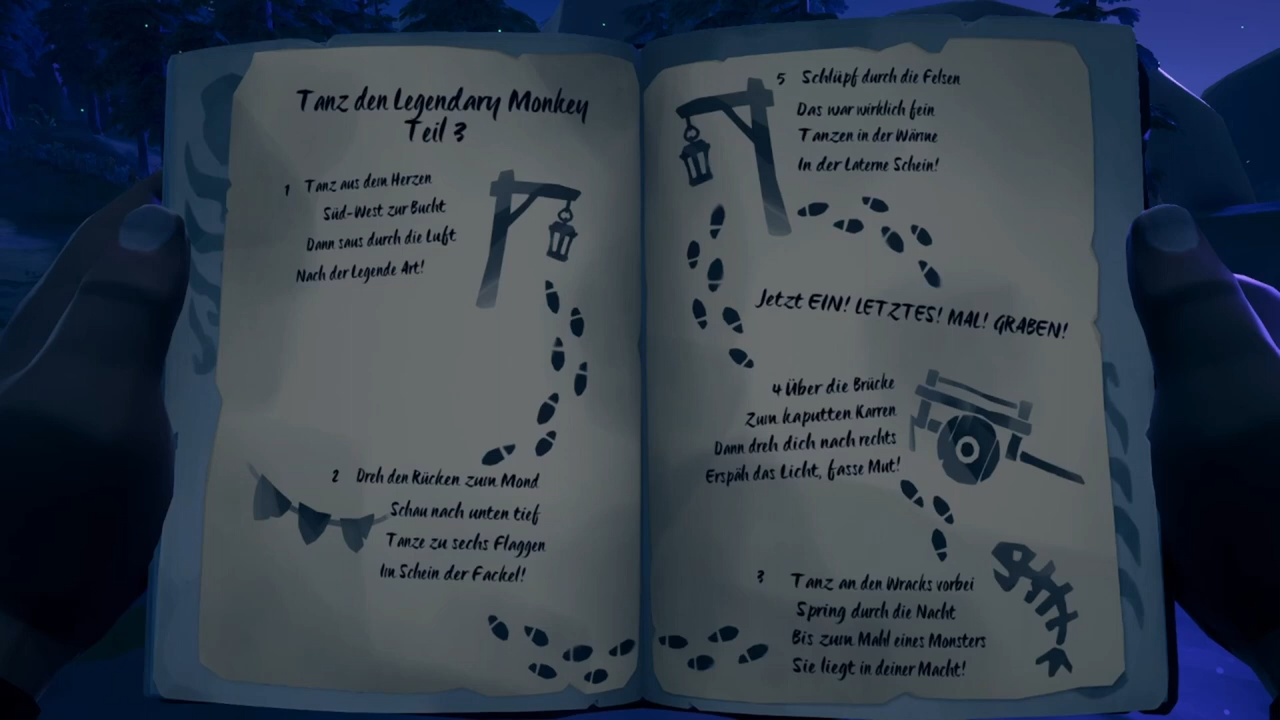 Tanz den Legendary Monkey
Teil 3
1 Tanz aus dem Herzen
Süd-West zur Bucht
Dann saus durch die Luft
Nach der Legende Art!
2 Dreh den Rücken zum Mond
Schau nach unten tief
Tanze zu sechs Flaggen
Im Schein der Fackel!
3 Tanz an den Wracks vorbei
Spring durch die Nacht
Bis zum Mahl eines Monsters
Sie liegt in deiner Macht!
4 Über die Brücke
Zum kaputten Karren
Dann dreh dich nach rechts
Erspäh das Licht, fasse Mut!
5 Schlüpf durch die Felsen
Das war wirklich fein
Tanzen in der Wärme
In der Laterne Schein!
Jetzt EIN! LETZTES! MAL! GRABEN!